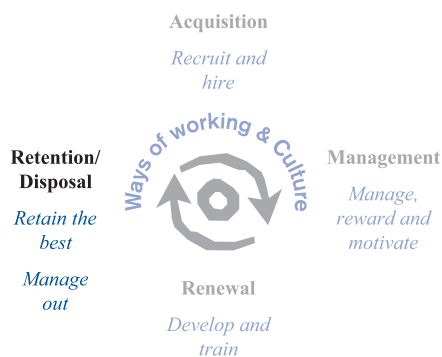 Acquisition
Recruit and
hire
Ways of working & Culture
Retention/
Disposal
Retain the
best
Manage
out
Management
Manage,
reward and
motivate
Renewal
Develop and
train